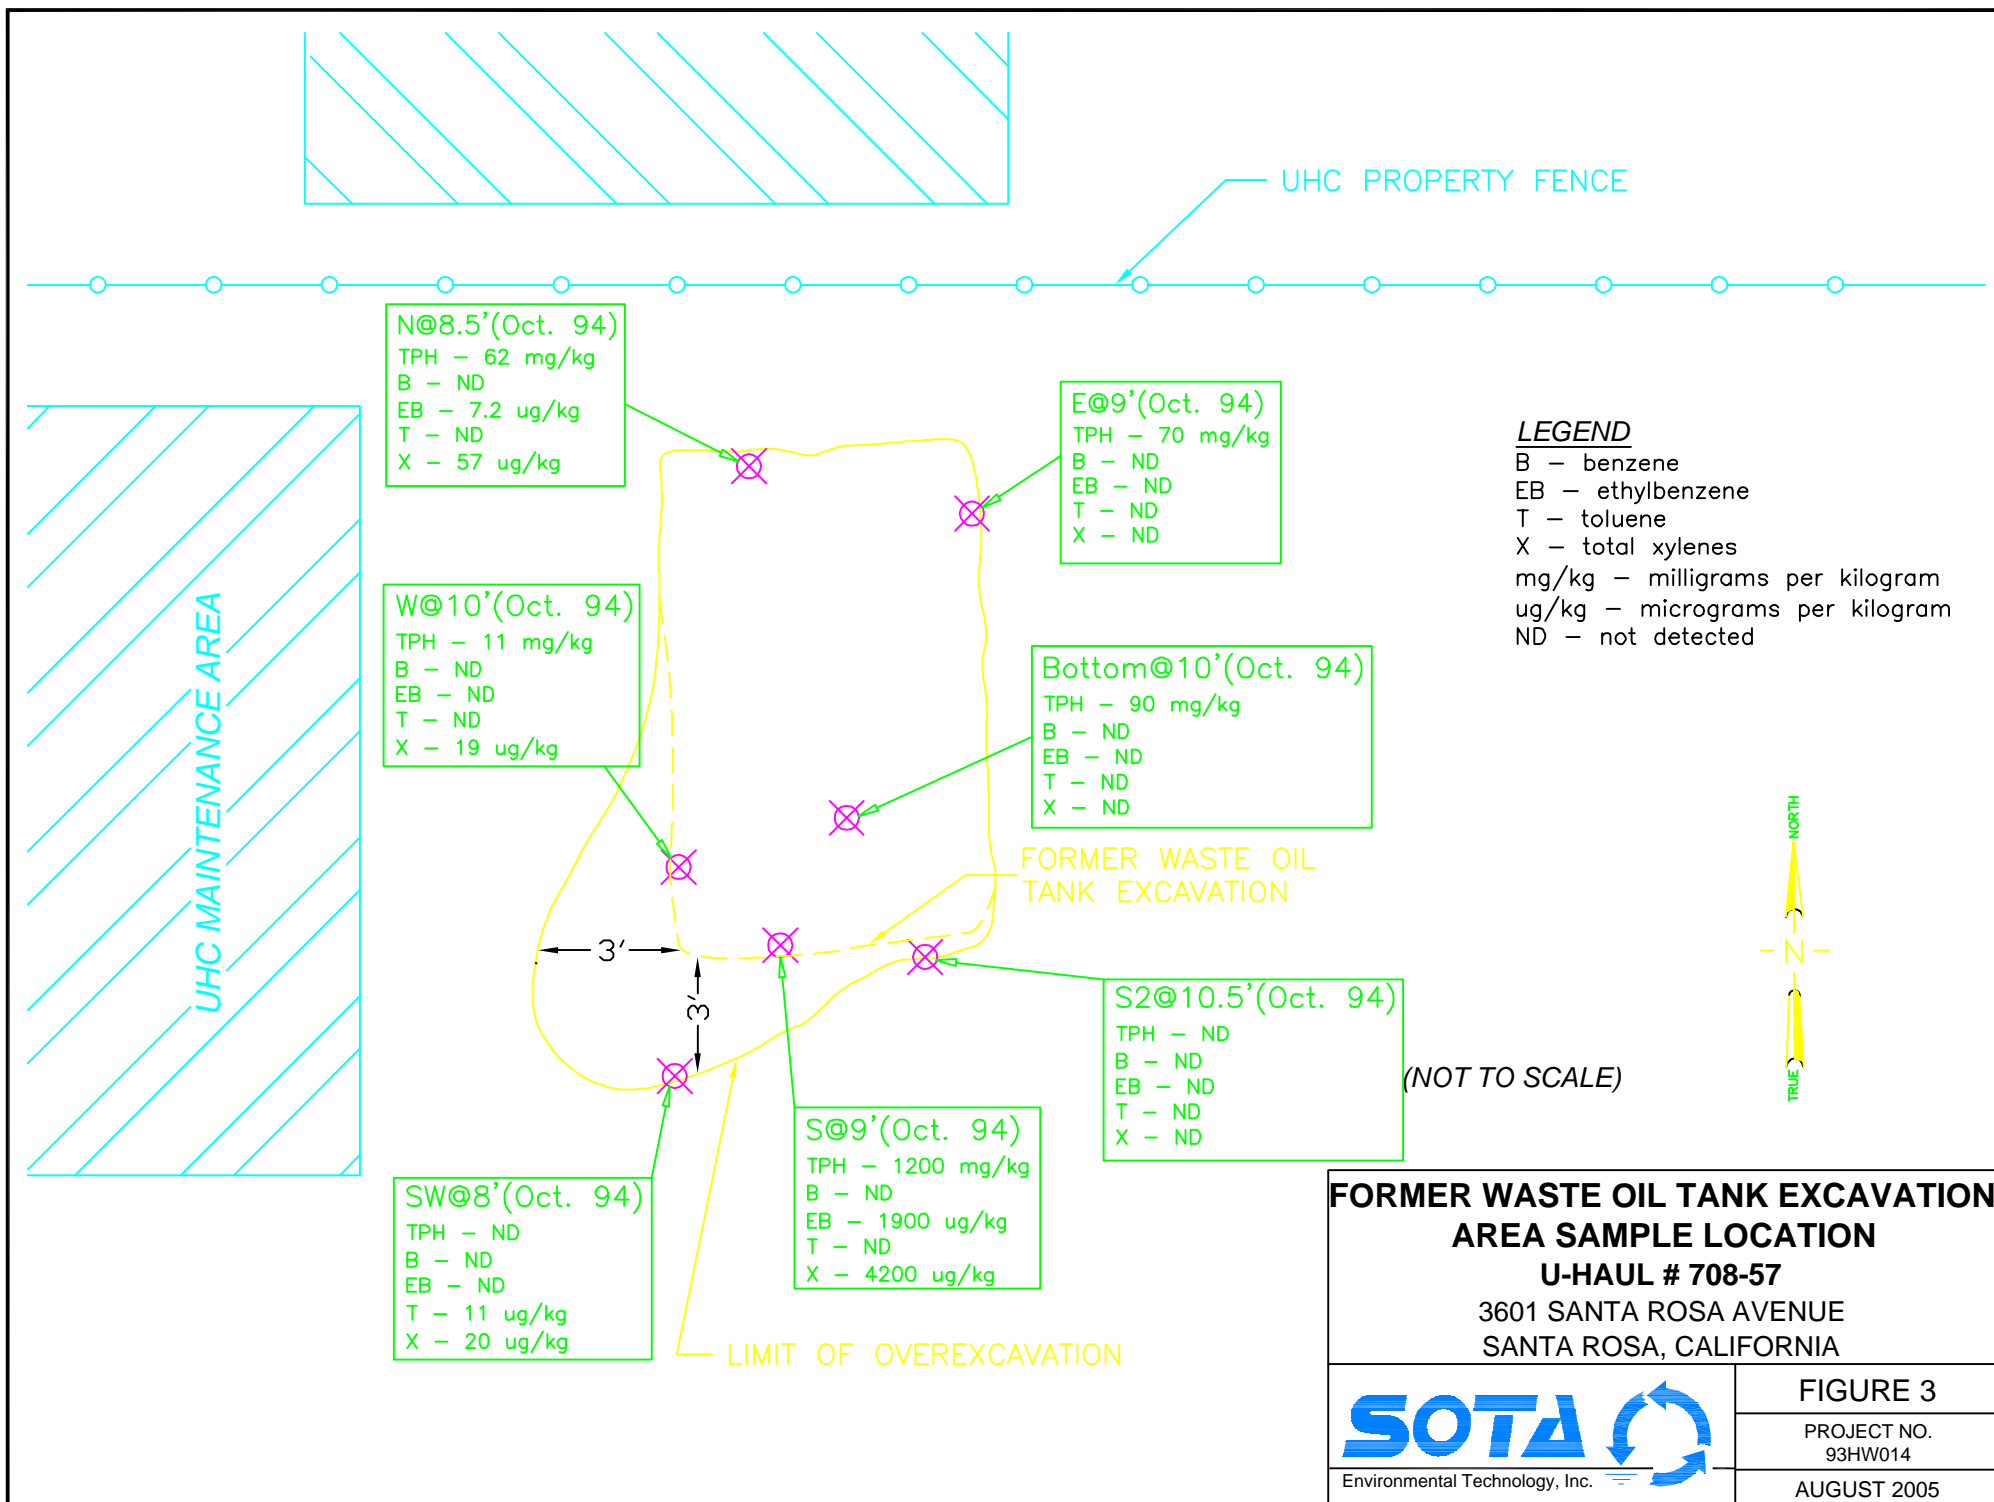 UHC PROPERTY FENCE
N@8.5'(Oct. 94)
TPH – 62 mg/kg
B – ND
EB – 7.2 ug/kg
T – ND
X – 57 ug/kg
E@9'(Oct. 94)
TPH – 70 mg/kg
B – ND
EB – ND
T – ND
X – ND
LEGEND
B – benzene
EB – ethylbenzene
T – toluene
X – total xylenes
mg/kg – milligrams per kilogram
ug/kg – micrograms per kilogram
ND – not detected
UHC MAINTENANCE AREA
W@10'(Oct. 94)
TPH – 11 mg/kg
B – ND
EB – ND
T – ND
X – 19 ug/kg
Bottom@10'(Oct. 94)
TPH – 90 mg/kg
B – ND
EB – ND
T – ND
X – ND
FORMER WASTE OIL
TANK EXCAVATION
3'
3'
NORTH
N
TRUE
S2@10.5'(Oct. 94)
TPH – ND
B – ND
EB – ND
T – ND
X – ND
(NOT TO SCALE)
S@9'(Oct. 94)
TPH – 1200 mg/kg
B – ND
EB – 1900 ug/kg
T – ND
X – 4200 ug/kg
SW@8'(Oct. 94)
TPH – ND
B – ND
EB – ND
T – 11 ug/kg
X – 20 ug/kg
LIMIT OF OVEREXCAVATION
FORMER WASTE OIL TANK EXCAVATION
AREA SAMPLE LOCATION
U-HAUL # 708-57
3601 SANTA ROSA AVENUE
SANTA ROSA, CALIFORNIA
SOTA
Environmental Technology, Inc.
FIGURE 3
PROJECT NO.
93HW014
AUGUST 2005